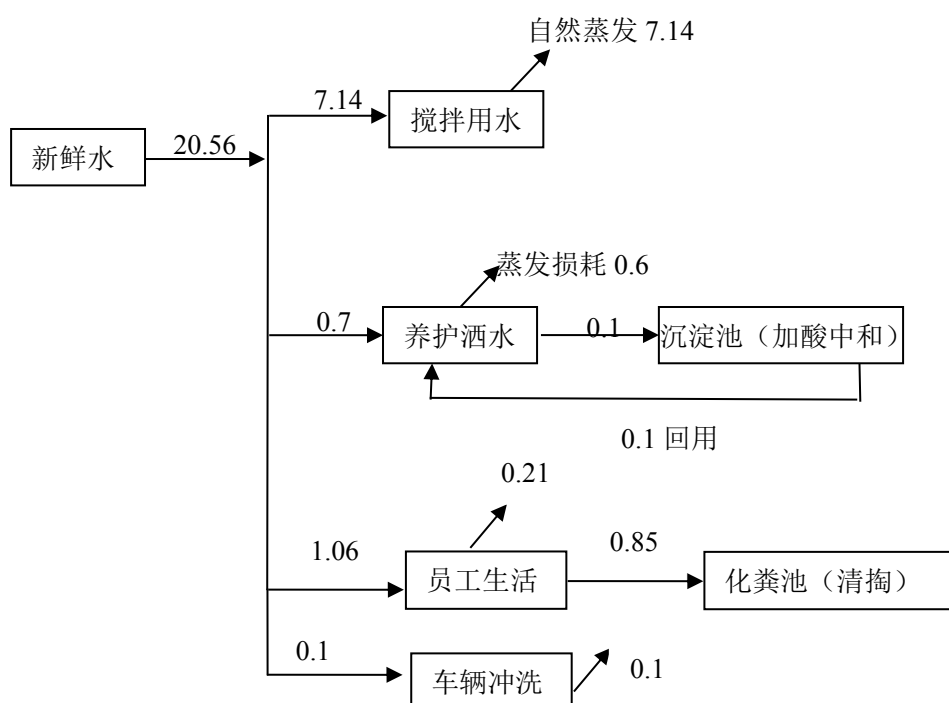 自然蒸发 7.14
7.14
搅拌用水
新鲜水
20.56
蒸发损耗 0.6
0.7
养护洒水
0.1
沉淀池（加酸中和）
0.1 回用
0.21
1.06
员工生活
0.85
化粪池（清掏）
0.1
车辆冲洗
0.1